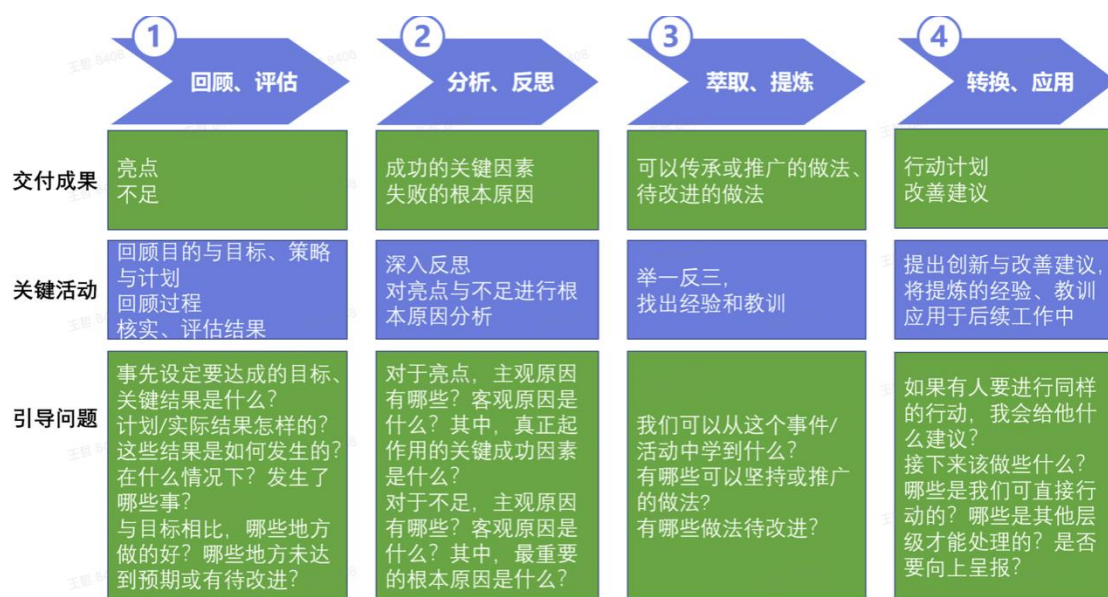 1
回顾、评估
2
分析、反思
3
萃取、提炼
4
转换、应用
交付成果
亮点
不足
成功的关键因素
失败的根本原因
可以传承或推广的做法、
待改进的做法
行动计划
改善建议
关键活动
回顾目的与目标、策略
与计划
回顾过程
核实、评估结果
深入反思
对亮点与不足进行根
本原因分析
举一反三,
找出经验和教训
提出创新与改善建议,
将提炼的经验、教训
应用于后续工作中
引导问题
事先设定要达成的目标、
关键结果是什么?
计划/实际结果怎样的?
这些结果是如何发生的?
在什么情况下? 发生了
哪些事?
与目标相比, 哪些地方
做的好? 哪些地方未达
到预期或有待改进?
对于亮点, 主观原因
有哪些? 客观原因是
什么? 其中, 真正起
作用的关键成功因素
是什么?
对于不足, 主观原因
有哪些? 客观原因是
什么? 其中, 最重要
的根本原因是什么?
我们可以从这个事件/
活动中学到什么?
有哪些可以坚持或推广
的做法?
有哪些做法待改进?
如果有人要进行同样
的行动, 我会给他什
么建议?
接下来该做些什么?
哪些是我们可直接行
动的? 哪些是其他层
级才能处理的? 是否
要向上呈报?